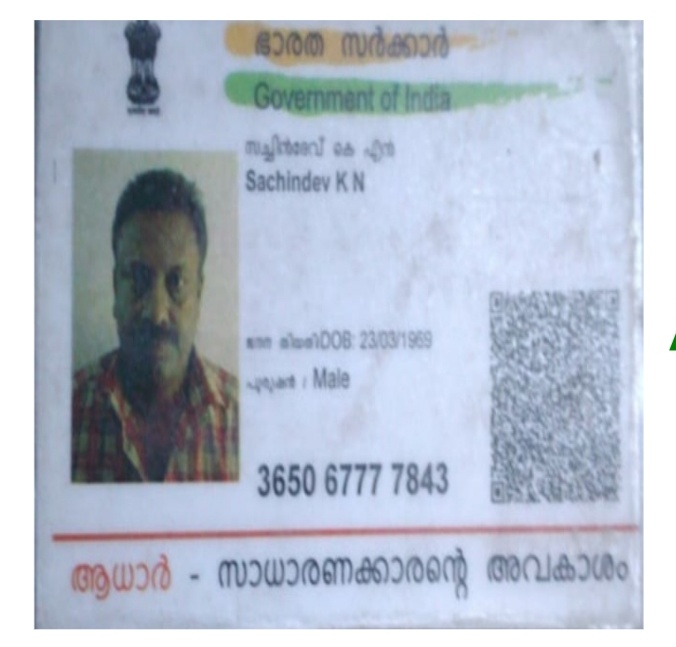 ഭാരത സർക്കാർ
Government of India
സച്ചിൻദേവ് കെ എൻ
Sachindev K N
ജനന തിയതി/DOB: 23/03/1969
പുരുഷൻ / Male
3650 6777 7843
ആധാർ - സാധാരണക്കാരന്റെ അവകാശം